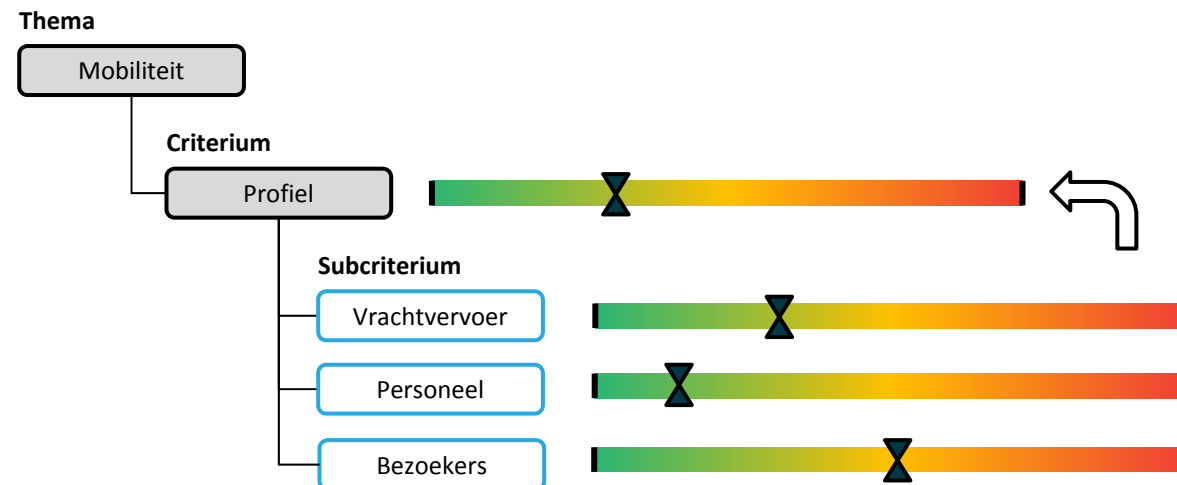 Thema
Mobiliteit
Criterium
Profiel
Subcriterium
Vrachtvervoer
Personeel
Bezoekers